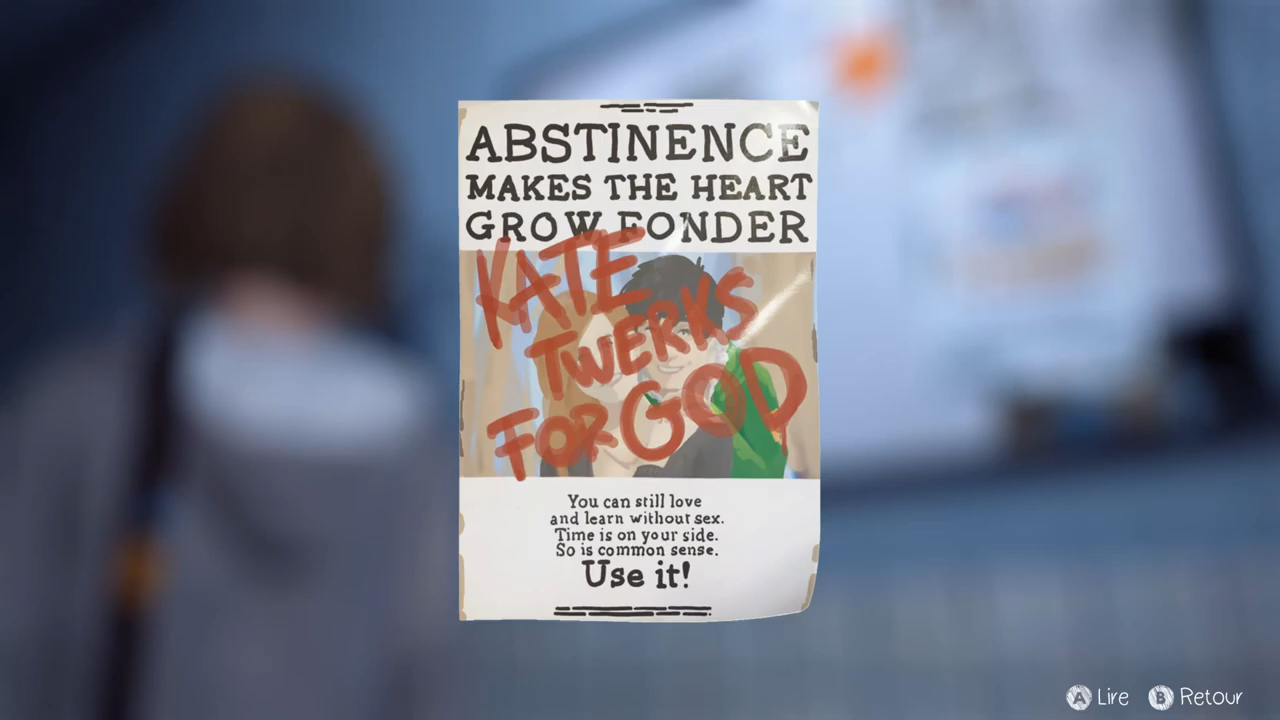 ABSTINENCE
MAKES THE HEART
GROW FONDER
KATE
TWERKS
FOR GOD
You can still love
and learn without sex.
Time is on your side.
So is common sense.
Use it!
A Lire B Retour